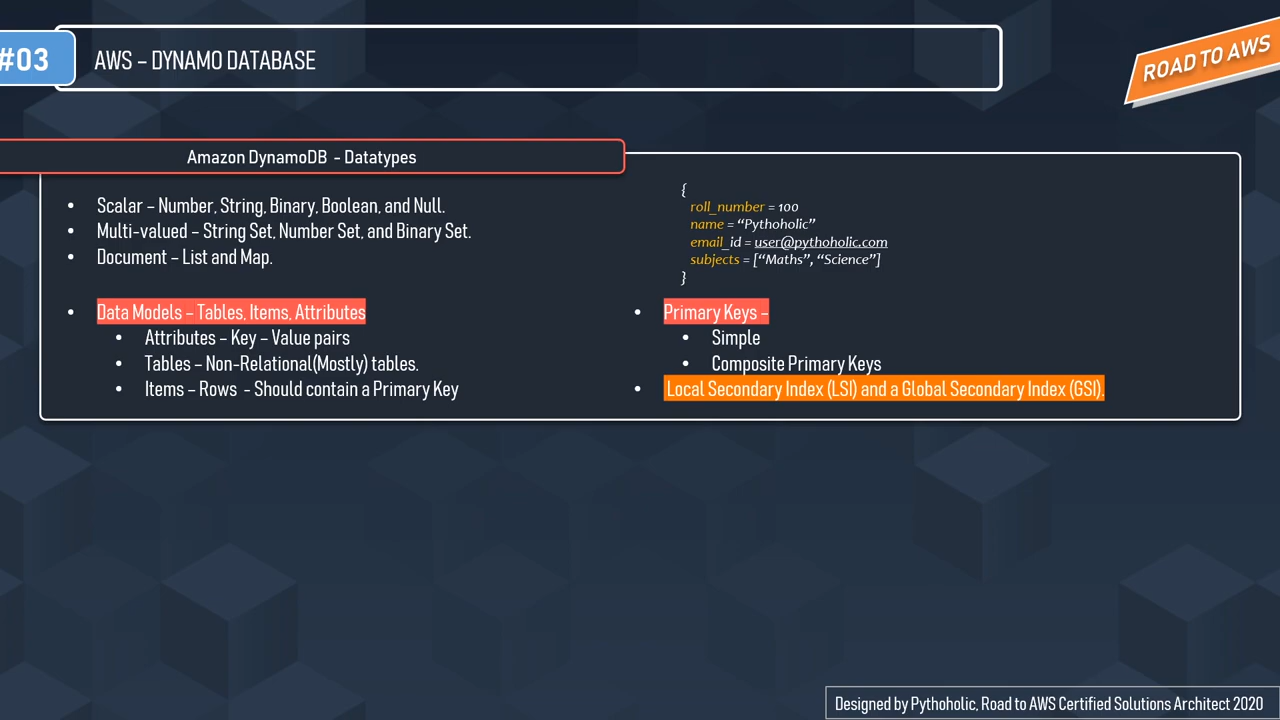 #03
AWS – DYNAMO DATABASE
ROAD TO AWS
Amazon DynamoDB - Datatypes
• Scalar – Number, String, Binary, Boolean, and Null.
• Multi-valued – String Set, Number Set, and Binary Set.
• Document – List and Map.
• Data Models – Tables, Items, Attributes
• Attributes – Key – Value pairs
• Tables – Non-Relational(Mostly) tables.
• Items – Rows - Should contain a Primary Key
{
roll_number = 100
name = “Pythoholic”
email_id = user@pythoholic.com
subjects = [“Maths”, “Science”]
}
• Primary Keys –
• Simple
• Composite Primary Keys
• Local Secondary Index (LSI) and a Global Secondary Index (GSI).
Designed by Pythoholic, Road to AWS Certified Solutions Architect 2020